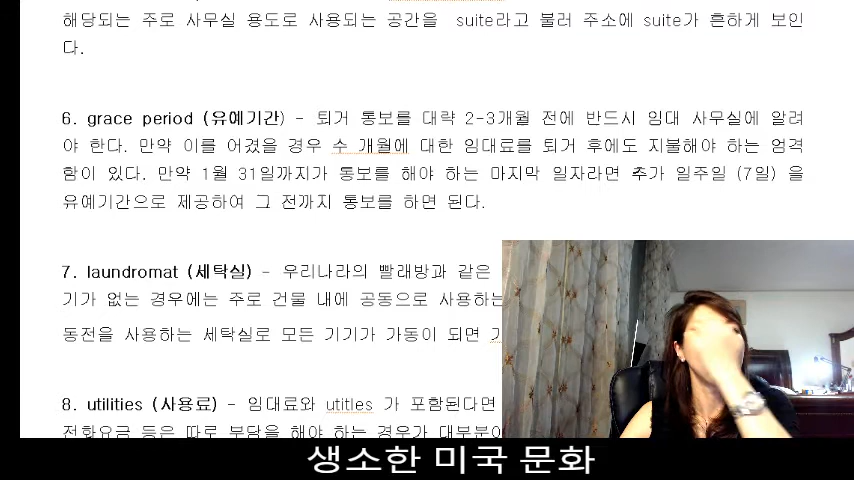 해당되는 주로 사무실 용도로 사용되는 공간을 suite라고 불러 주소에 suite가 흔하게 보인
다.
6. grace period (유예기간) - 퇴거 통보를 대략 2-3개월 전에 반드시 임대 사무실에 알려
야 한다. 만약 이를 어겼을 경우 수 개월에 대한 임대료를 퇴거 후에도 지불해야 하는 엄격
함이 있다. 만약 1월 31일까지가 통보를 해야 하는 마지막 일자라면 추가 일주일 (7일) 을
유예기간으로 제공하여 그 전까지 통보를 하면 된다.
7. laundromat (세탁실) - 우리나라의 빨래방과 같은
기가 없는 경우에는 주로 건물 내에 공동으로 사용하는
동전을 사용하는 세탁실로 모든 기기가 가동이 되면
8. utilities (사용료) - 임대료와 utitles 가 포함된다면
전화요금 등은 따로 부담을 해야 하는 경우가 대부분이
생소한 미국 문화